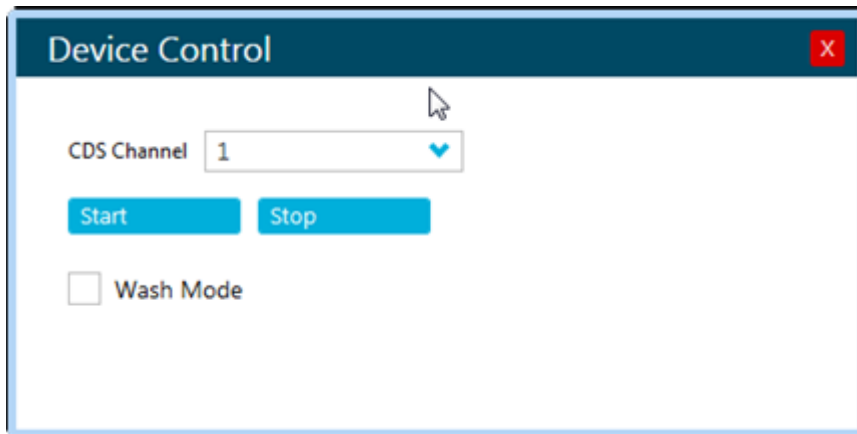 Device Control
X
CDS Channel 1
Start Stop
Wash Mode